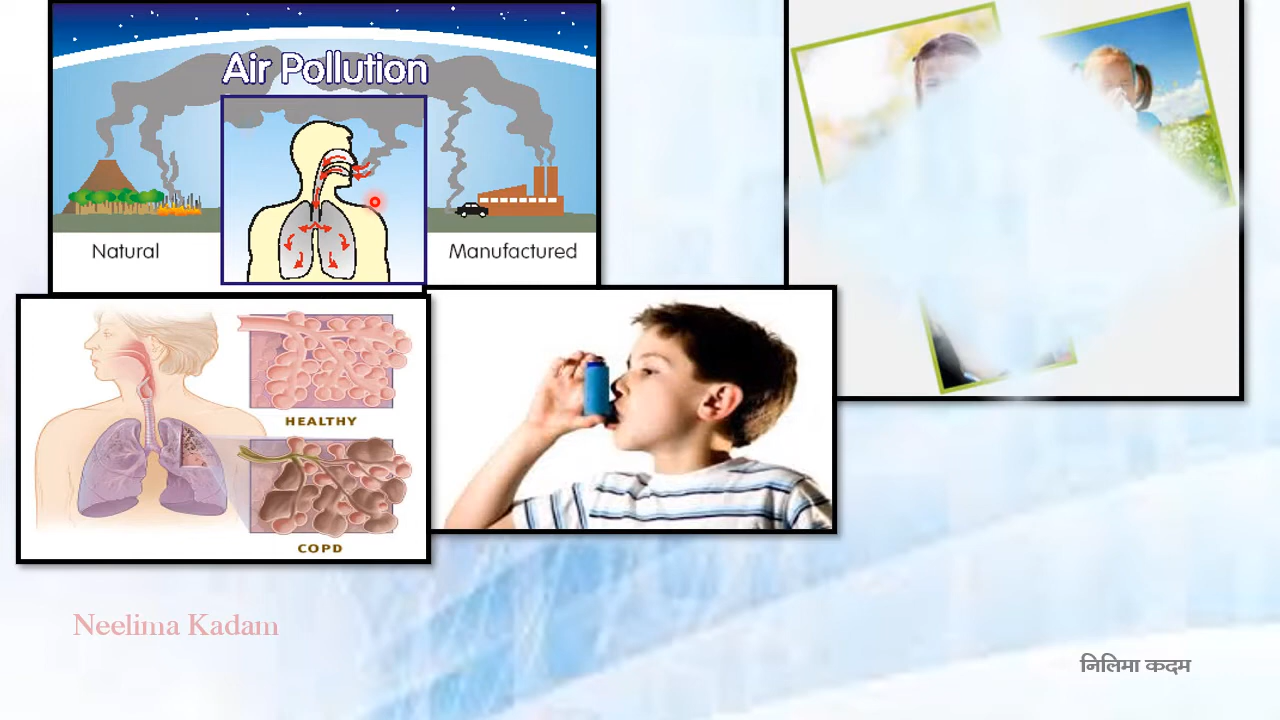 Air Pollution
Natural
Manufactured
HEALTHY
COPD
Neelima Kadam
निलिमा कदम